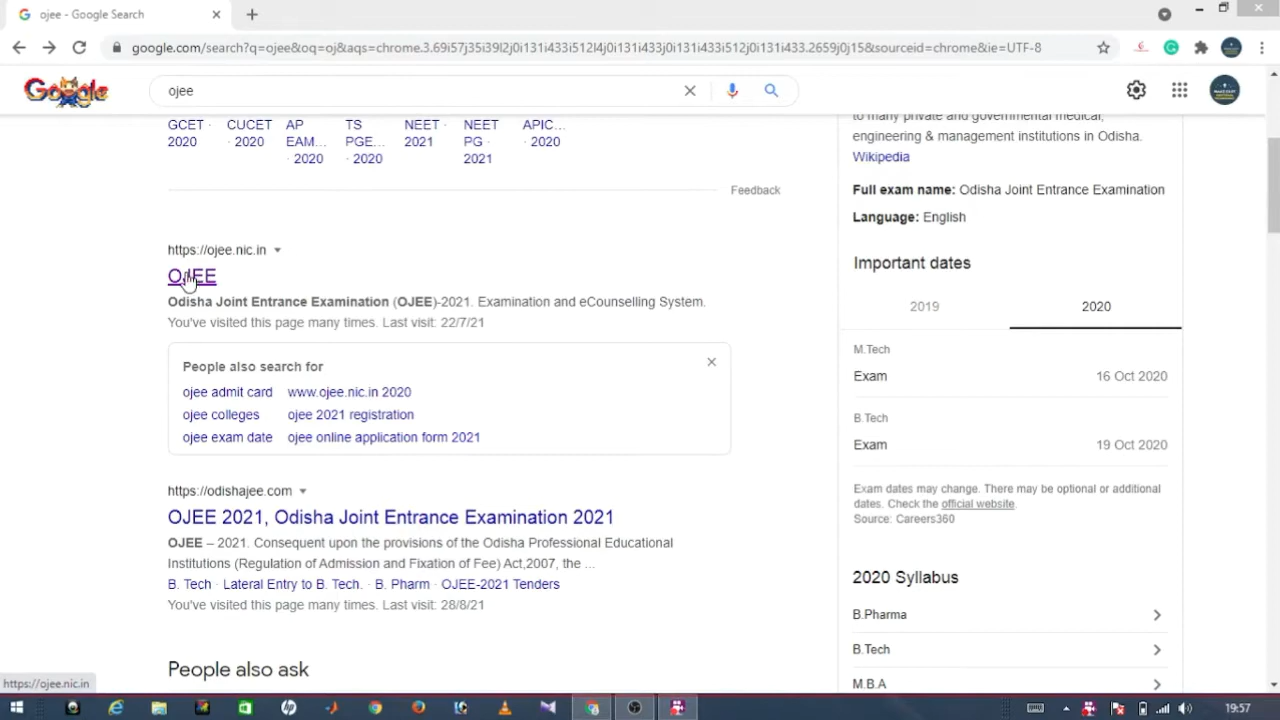 ojee - Google Search
google.com/search?q=ojee&oq=oj&aqs=chrome.3.69i57j35i39l2j0i131i433i512l4j0i131i433j0i131i433i512j0i131i433.2659j0j15&sourceid=chrome&ie=UTF-8
Google
ojee
GCET · 2020
CUCET · 2020
AP EAM... · 2020
TS PGE... · 2020
NEET · 2021
NEET PG · 2021
APIC... · 2020
Feedback
https://ojee.nic.in
OJEE
Odisha Joint Entrance Examination (OJEE)-2021. Examination and eCounselling System.
You've visited this page many times. Last visit: 22/7/21
People also search for
ojee admit card www.ojee.nic.in 2020
ojee colleges ojee 2021 registration
ojee exam date ojee online application form 2021
https://odishajee.com
OJEE 2021, Odisha Joint Entrance Examination 2021
OJEE – 2021. Consequent upon the provisions of the Odisha Professional Educational
Institutions (Regulation of Admission and Fixation of Fee) Act,2007, the ...
B. Tech · Lateral Entry to B. Tech. · B. Pharm · OJEE-2021 Tenders
You've visited this page many times. Last visit: 28/8/21
People also ask
to many private and governmental medical,
engineering & management institutions in Odisha.
Wikipedia
Full exam name: Odisha Joint Entrance Examination
Language: English
Important dates
2019 2020
M.Tech
Exam 16 Oct 2020
B.Tech
Exam 19 Oct 2020
Exam dates may change. There may be optional or additional
dates. Check the official website.
Source: Careers360
2020 Syllabus
B.Pharma
B.Tech
M.B.A
https://ojee.nic.in
19:57